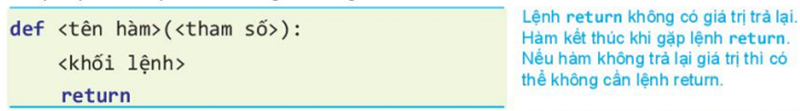 def <tên hàm>(<tham số>):
<khối lệnh>
return
Lệnh return không có giá trị trả lại.
Hàm kết thúc khi gặp lệnh return.
Nếu hàm không trả lại giá trị thì có
thể không cần lệnh return.